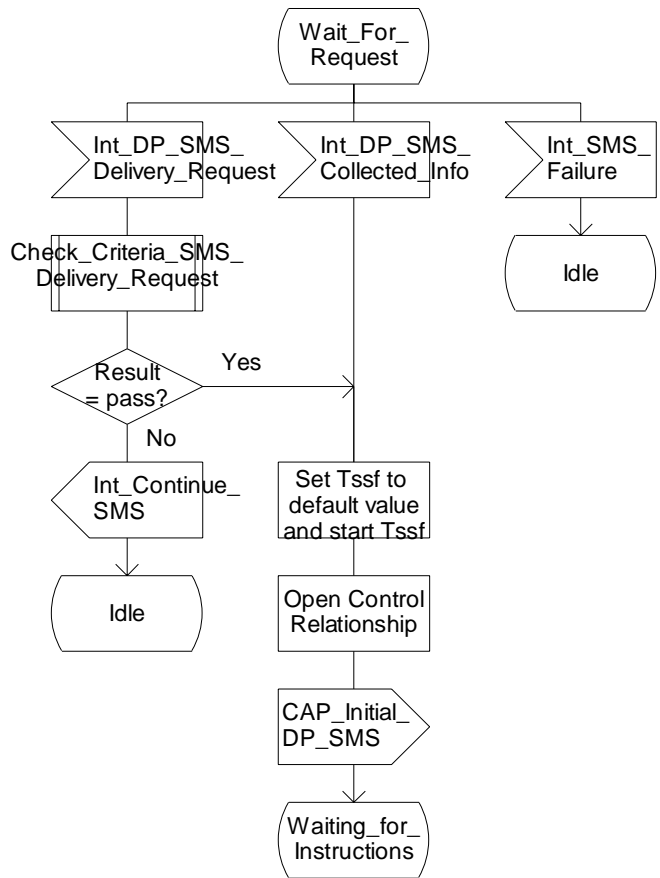 Wait_For_
Request
Int_DP_SMS_
Delivery_Request
Int_DP_SMS_
Collected_Info
Int_SMS_
Failure
Check_Criteria_SMS_
Delivery_Request
Idle
Result
= pass?
Yes
No
Int_Continue_
SMS
Set Tssf to
default value
and start Tssf
Idle
Open Control
Relationship
CAP_Initial_
DP_SMS
Waiting_for_
Instructions